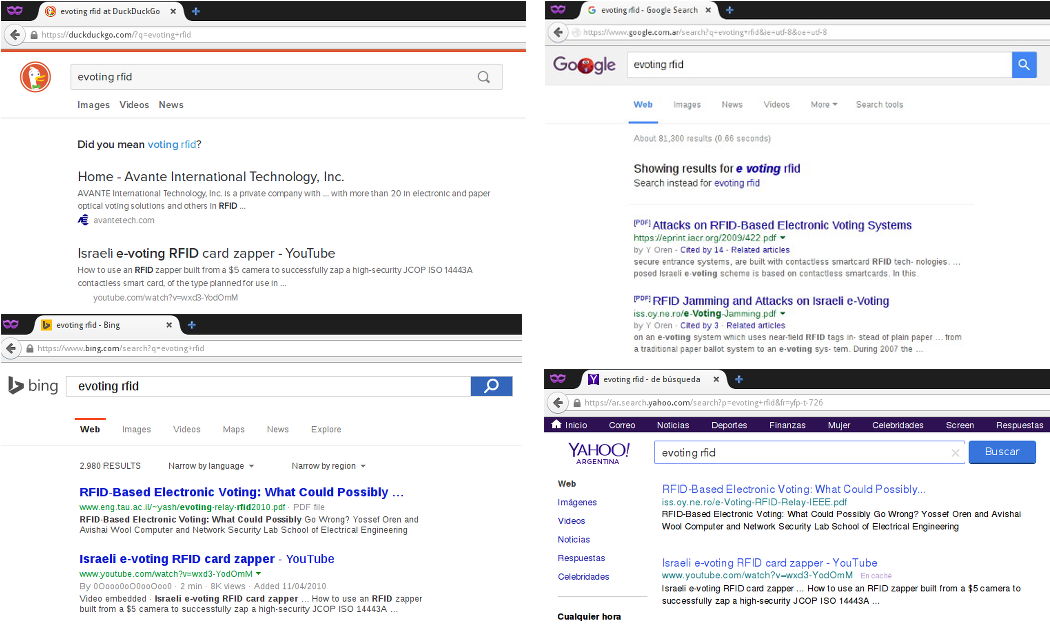 evoting rfid at DuckDuckGo
https://duckduckgo.com/?q=evoting+rfid
evoting rfid
Images Videos News
Did you mean voting rfid?
Home - Avante International Technology, Inc.
AVANTE International Technology, Inc. is a private company with ... with more than 20 in electronic and paper
optical voting solutions and others in RFID ...
avantetech.com
Israeli e-voting RFID card zapper - YouTube
How to use an RFID zapper built from a $5 camera to successfully zap a high-security JCOP ISO 14443A
contactless smart card, of the type planned for use in ...
youtube.com/watch?v=wxd3-YodOmM
evoting rfid - Google Search
https://www.google.com.ar/search?q=evoting+rfid&ie=utf-8&oe=utf-8
Google
evoting rfid
Web Images News Videos More Search tools
About 81,300 results (0.66 seconds)
Showing results for e voting rfid
Search instead for evoting rfid
[PDF] Attacks on RFID-Based Electronic Voting Systems
https://eprint.iacr.org/2009/422.pdf
by Y Oren - Cited by 14 - Related articles
secure entrance systems, are built with contactless smartcard RFID tech- nologies. ...
posed Israeli e-voting scheme is based on contactless smartcards. In this
[PDF] RFID Jamming and Attacks on Israeli e-Voting
iss.oy.ne.ro/e-Voting-Jamming.pdf
by Y Oren - Cited by 3 - Related articles
on an e-voting system which uses near-field RFID tags in- stead of plain paper ... from
a traditional paper ballot system to an e-voting sys- tem. During 2007 the ...
evoting rfid - Bing
https://www.bing.com/search?q=evoting+rfid
bing
evoting rfid
Web Images Videos Maps News Explore
2.980 RESULTS Narrow by language Narrow by region
RFID-Based Electronic Voting: What Could Possibly ...
www.eng.tau.ac.il/~yash/evoting-relay-rfid2010.pdf · PDF file
RFID-Based Electronic Voting: What Could Possibly Go Wrong? Yossef Oren and
Avishai Wool Computer and Network Security Lab School of Electrical Engineering
Israeli e-voting RFID card zapper - YouTube
www.youtube.com/watch?v=wxd3-YodOmM
By 0Oooo0oO0ooOoo0 · 2 min · 8K views · Added 11/04/2010
Video embedded · Israeli e-voting RFID card zapper ... How to use an RFID zapper
built from a $5 camera to successfully zap a high-security JCOP ISO 14443A ...
evoting rfid - de búsqueda
https://ar.search.yahoo.com/search?p=evoting+rfid&fr=yfp-t-726
Inicio Correo Noticias Deportes Finanzas Mujer Celebridades Screen Respuestas
YAHOO!
ARGENTINA
evoting rfid
Buscar
Web
Imágenes
Videos
Noticias
Respuestas
Celebridades
Cualquier hora
RFID-Based Electronic Voting: What Could Possibly...
iss.oy.ne.ro/e-Voting-Relay-RFID-IEEE.pdf
RFID-Based Electronic Voting: What Could Possibly Go Wrong? Yossef Oren and Avishai
Wool Computer and Network Security Lab School of Electrical Engineering
Israeli e-voting RFID card zapper - YouTube
www.youtube.com/watch?v=wxd3-YodOmM En caché
Israeli e-voting RFID card zapper ... How to use an RFID zapper built from a $5 camera to
successfully zap a high-security JCOP ISO 14443A ...